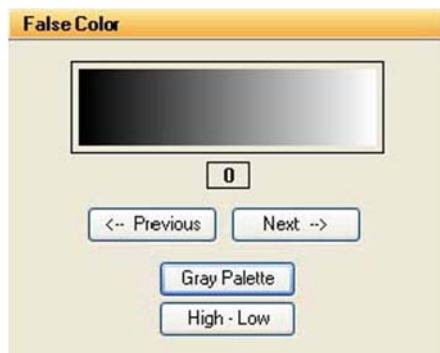 False Color
0
<-- Previous Next -->
Gray Palette
High - Low